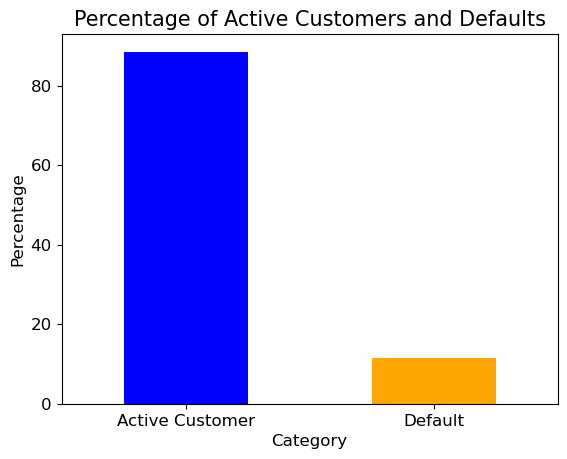 Percentage of Active Customers and Defaults
Percentage
80
60
40
20
0
Active Customer
Default
Category